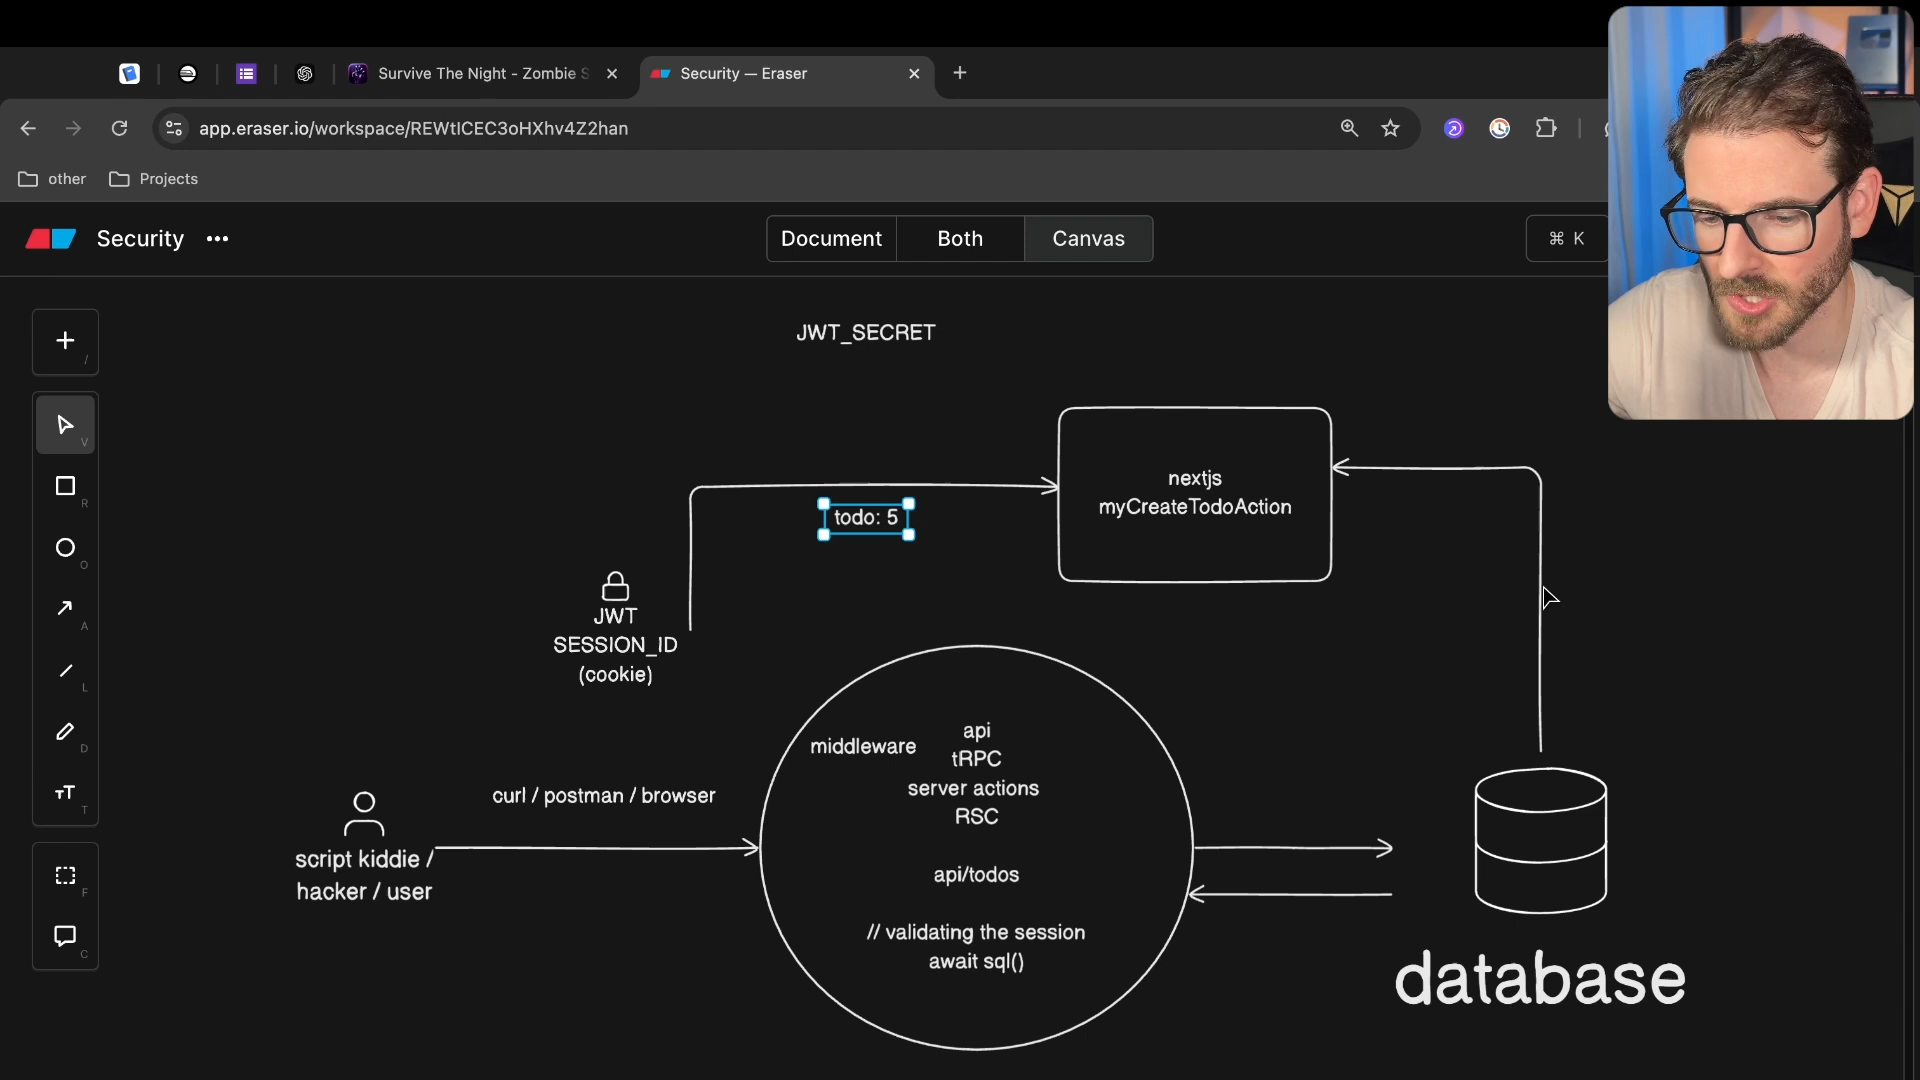 Survive The Night - Zombie S
Security — Eraser
app.eraser.io/workspace/REWtlCEC3oHXhv4Z2han
other
Projects
Security
Document
Both
Canvas
⌘ K
/
V
R
O
A
L
D
T
F
C
JWT_SECRET
nextjs
myCreateTodoAction
todo: 5
JWT
SESSION_ID
(cookie)
middleware
api
tRPC
server actions
RSC
api/todos
// validating the session
await sql()
curl / postman / browser
script kiddie /
hacker / user
database